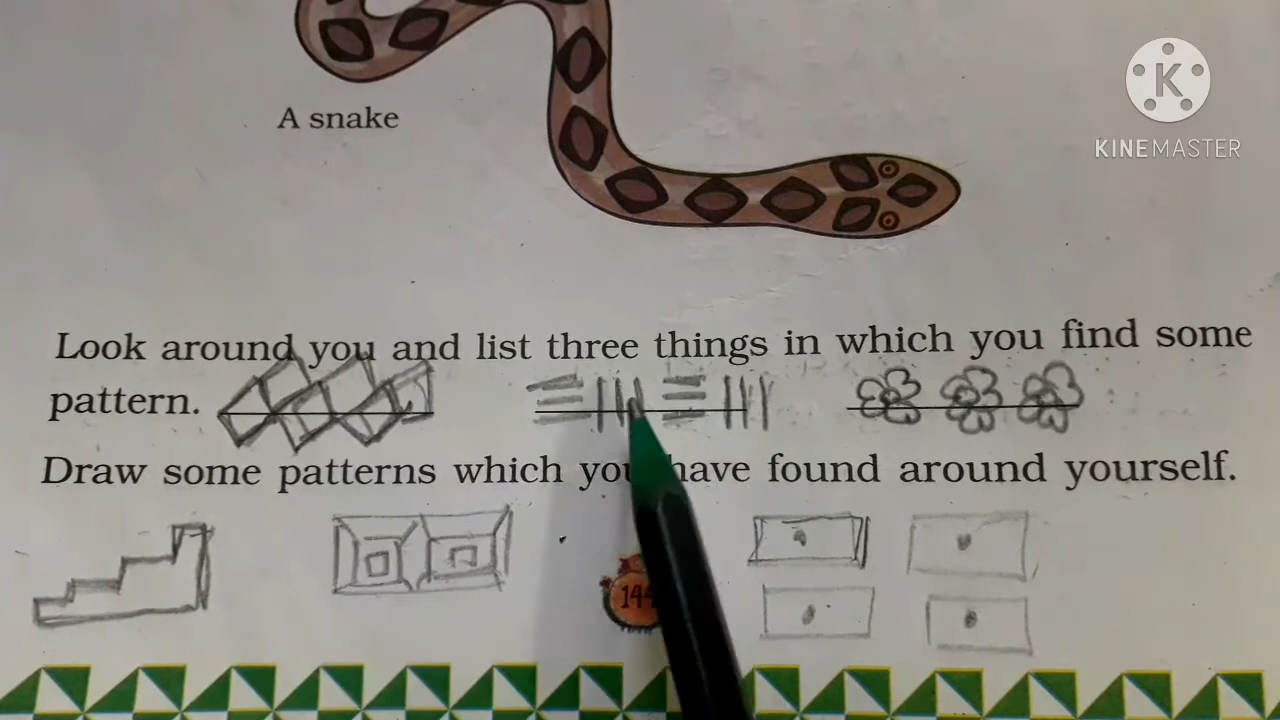 A snake
K
KINEMASTER
Look around you and list three things in which you find some
pattern.
Draw some patterns which you have found around yourself.
144